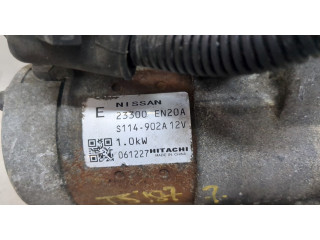 NISSAN
E 23300 EN20A
S114-902A 12V
1.0kW
061227 HITACHI
MADE IN CHINA